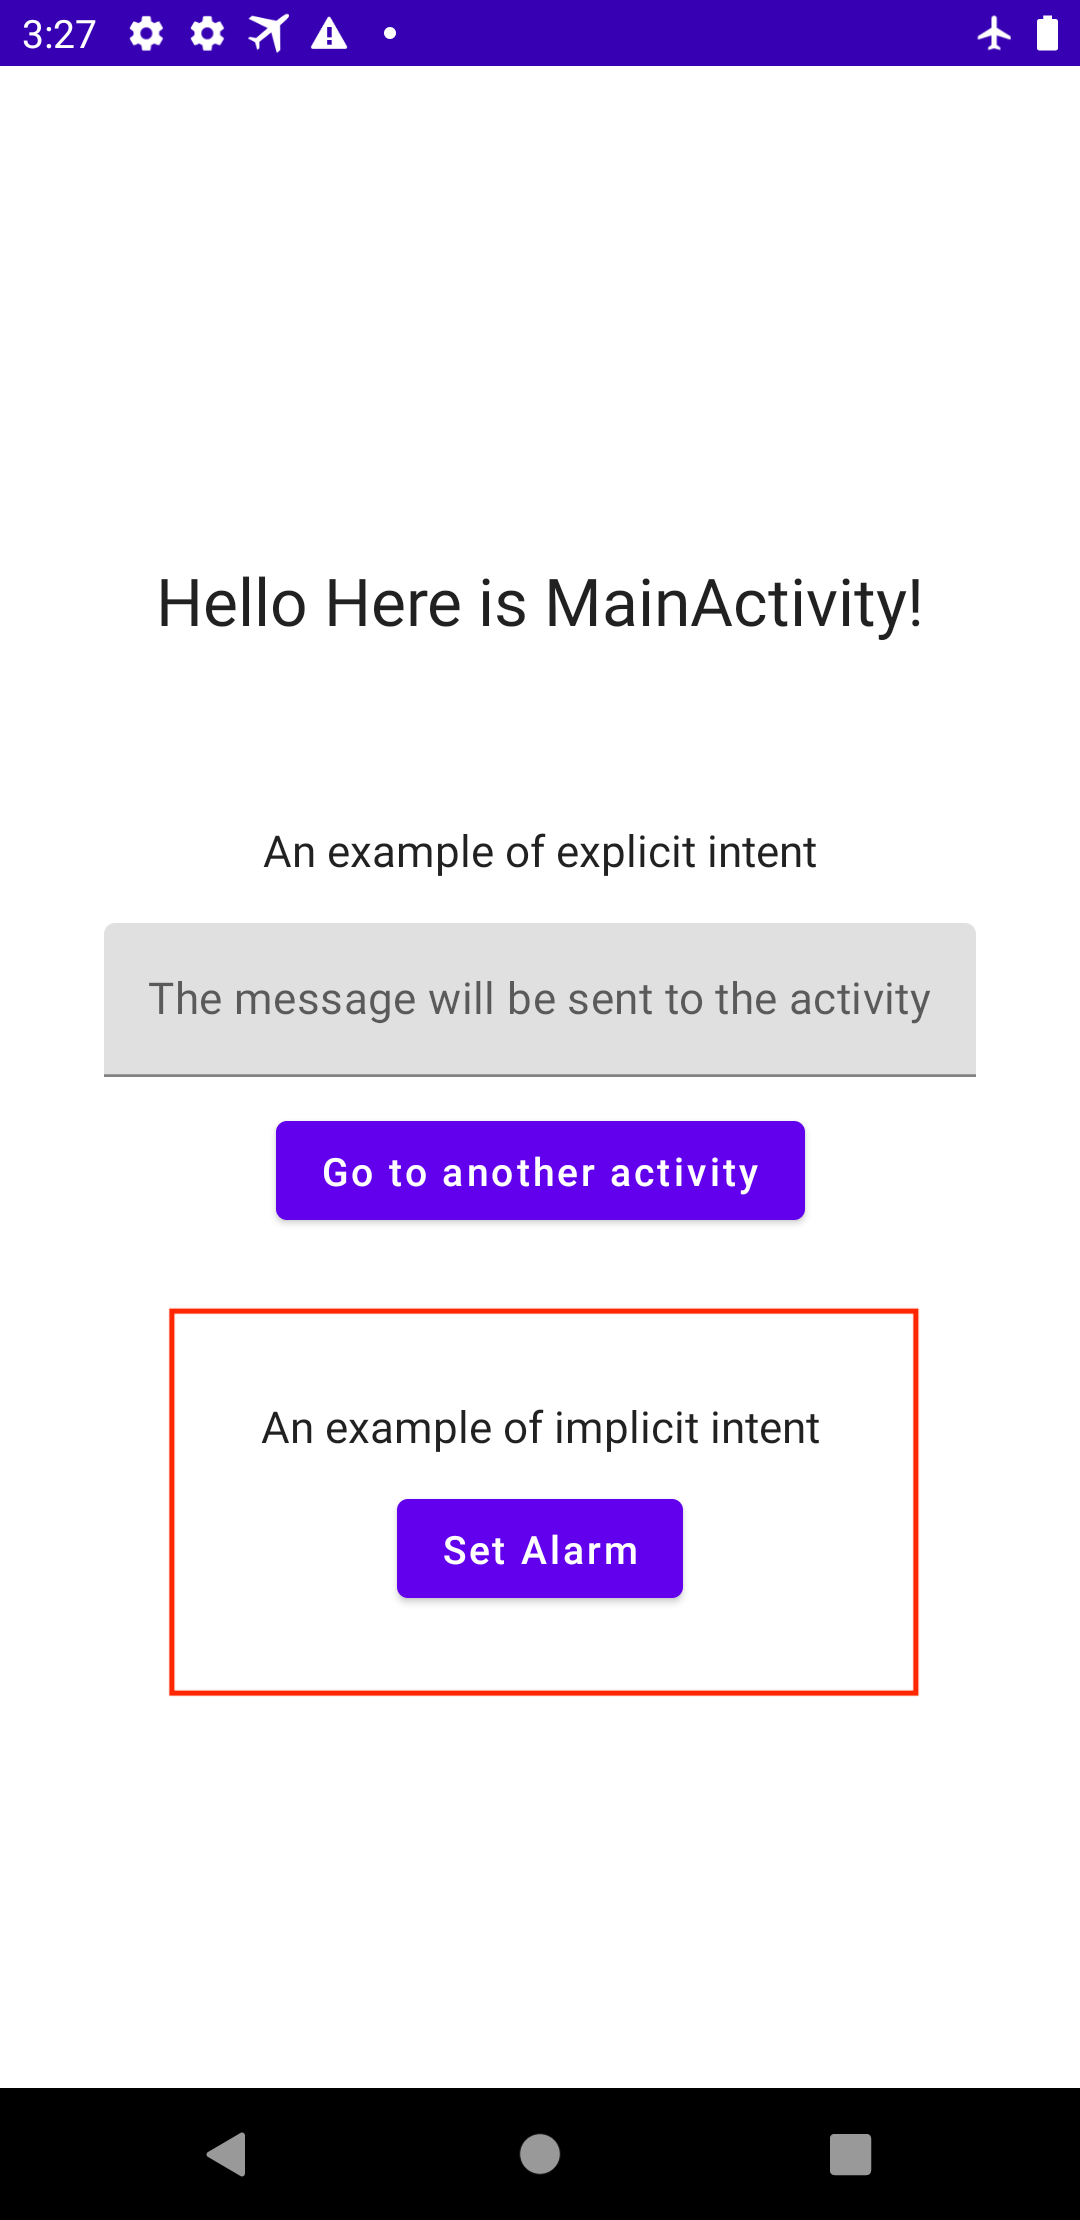 3:27
Hello Here is MainActivity!
An example of explicit intent
The message will be sent to the activity
Go to another activity
An example of implicit intent
Set Alarm